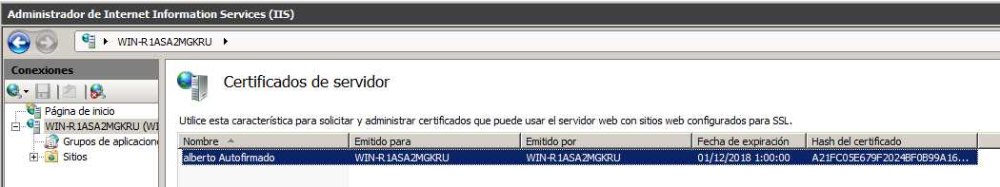 Administrador de Internet Information Services (IIS)
WIN-R1ASA2MGKRU
Conexiones
Página de inicio
WIN-R1ASA2MGKRU (WI
Grupos de aplicacione
Sitios
Certificados de servidor
Utilice esta característica para solicitar y administrar certificados que puede usar el servidor web con sitios web configurados para SSL.
Nombre Emitido para Emitido por Fecha de expiración Hash del certificado
alberto Autofirmado WIN-R1ASA2MGKRU WIN-R1ASA2MGKRU 01/12/2018 1:00:00 A21FC05E679F2024BF0B99A16...